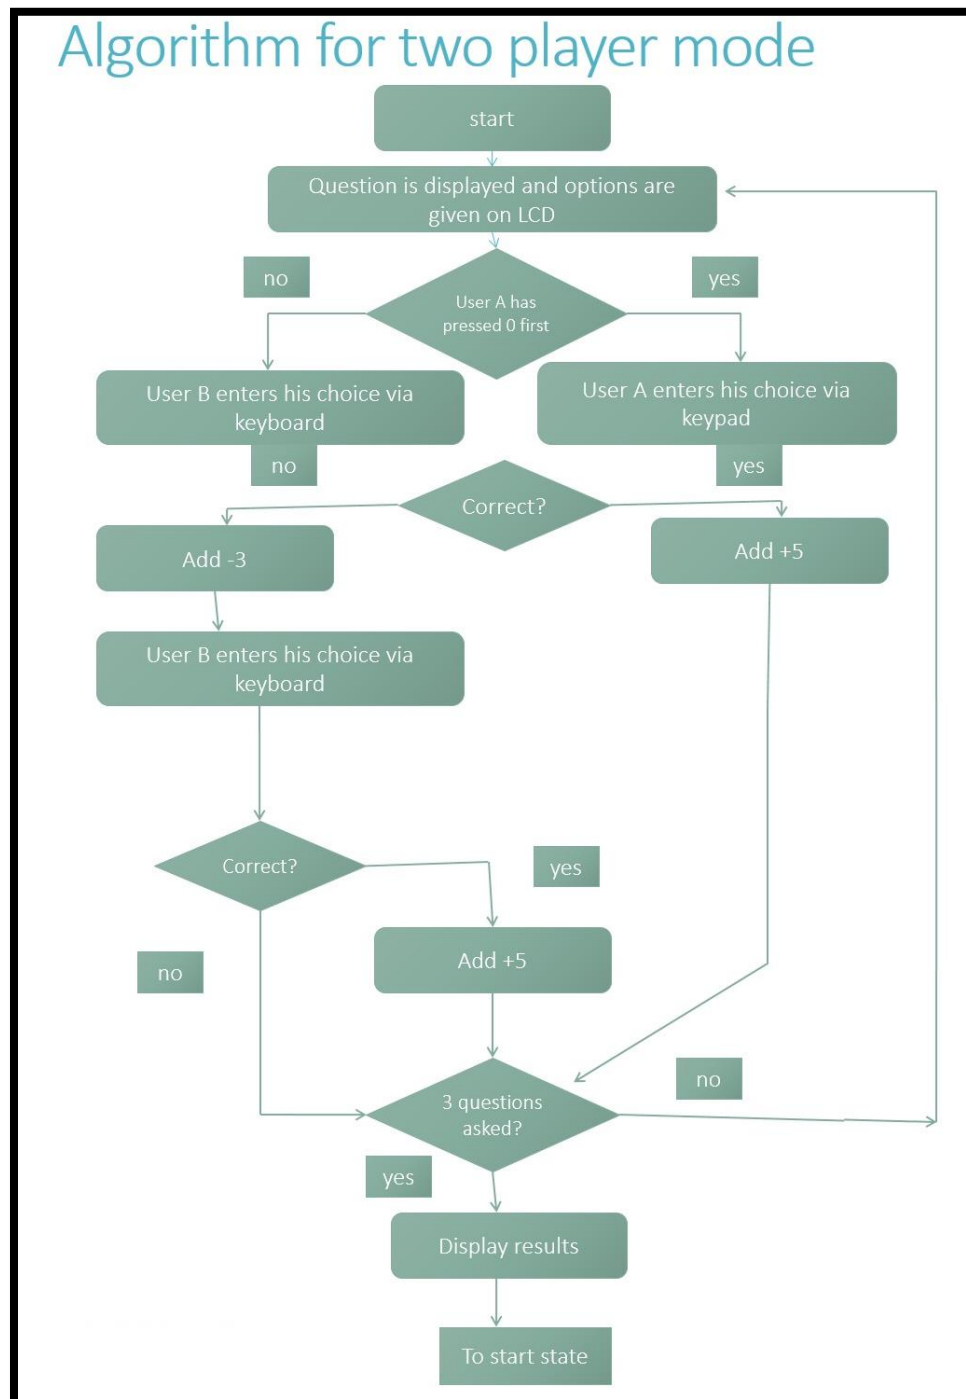 Algorithm for two player mode
start
Question is displayed and options are
given on LCD
no
yes
User A has
pressed 0 first
User B enters his choice via
keyboard
User A enters his choice via
keypad
no
yes
Correct?
Add -3
Add +5
User B enters his choice via
keyboard
Correct?
yes
no
Add +5
3 questions
asked?
no
yes
Display results
To start state